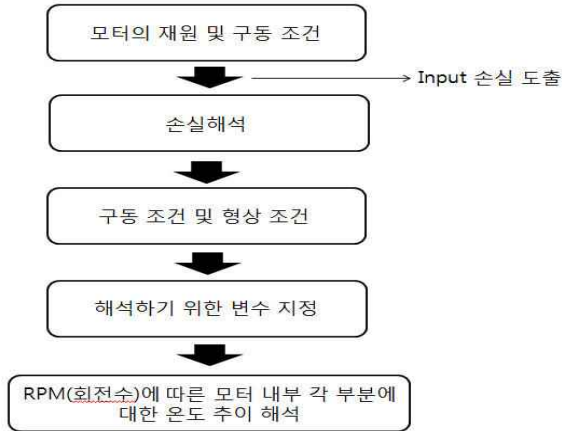 모터의 재원 및 구동 조건
Input 손실 도출
손실해석
구동 조건 및 형상 조건
해석하기 위한 변수 지정
RPM(회전수)에 따른 모터 내부 각 부분에
대한 온도 추이 해석